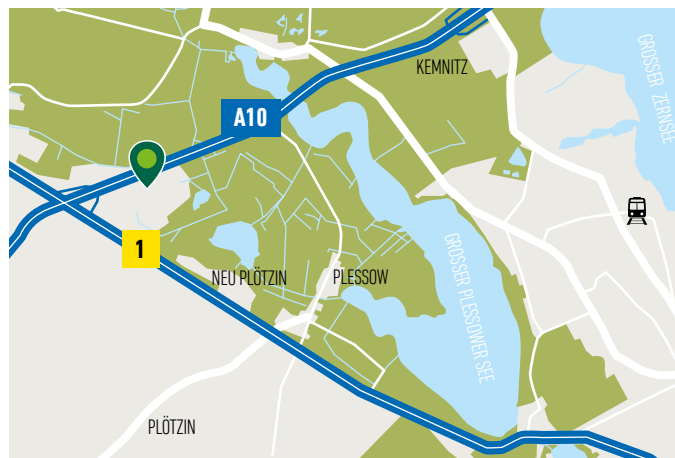 KEMNITZ
GROSSER ZERNSEE
A10
1
NEU PLÖTZIN
PLESSOW
GROSSER PLESSOWER SEE
PLÖTZIN